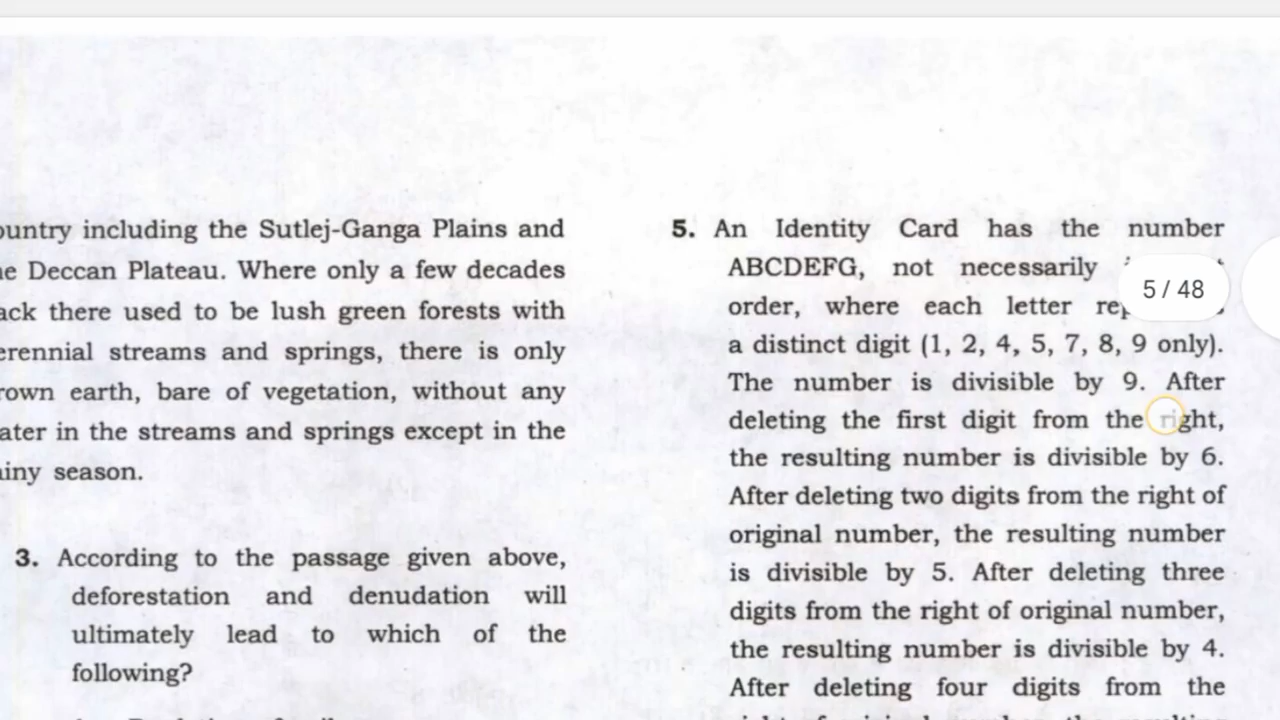 ountry including the Sutlej-Ganga Plains and
e Deccan Plateau. Where only a few decades
ack there used to be lush green forests with
erennial streams and springs, there is only
rown earth, bare of vegetation, without any
ater in the streams and springs except in the
iny season.
3. According to the passage given above,
deforestation and denudation will
ultimately lead to which of the
following?
5. An Identity Card has the number
ABCDEFG, not necessarily
order, where each letter
a distinct digit (1, 2, 4, 5, 7, 8, 9 only).
The number is divisible by 9. After
deleting the first digit from the right,
the resulting number is divisible by 6.
After deleting two digits from the right of
original number, the resulting number
is divisible by 5. After deleting three
digits from the right of original number,
the resulting number is divisible by 4.
After deleting four digits from the
5 / 48